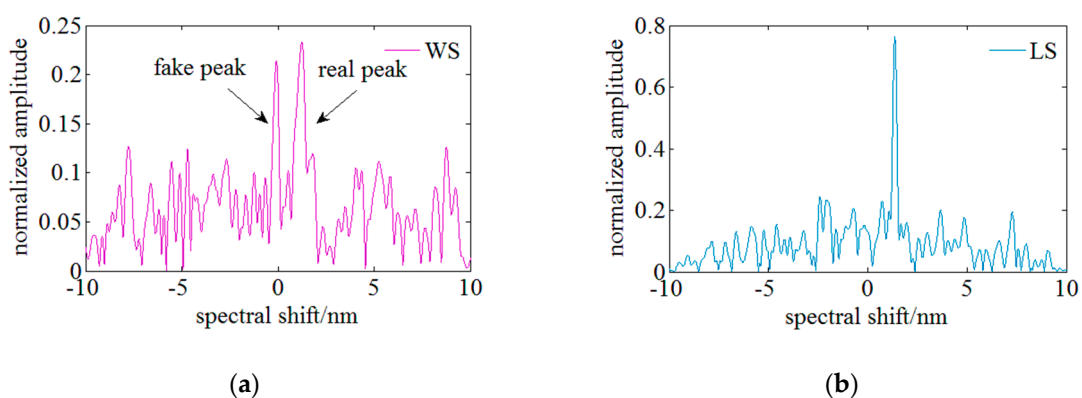 0.25
0.2
0.15
0.1
0.05
0
-10
-5
0
5
10
normalized amplitude
spectral shift/nm
WS
fake peak
real peak
(a)
0.8
0.6
0.4
0.2
0
-10
-5
0
5
10
normalized amplitude
spectral shift/nm
LS
(b)